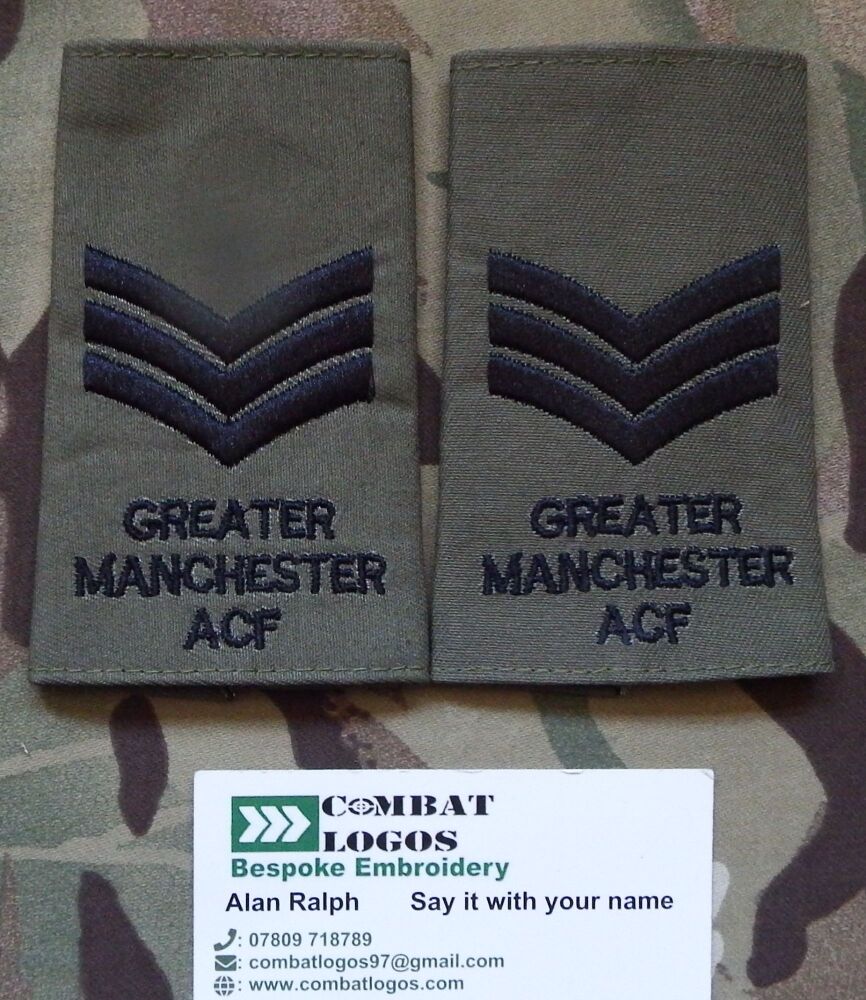 GREATER
MANCHESTER
ACF
GREATER
MANCHESTER
ACF
COMBAT
LOGOS
Bespoke Embroidery
Alan Ralph Say it with your name
: 07809 718789
: combatlogos97@gmail.com
: www.combatlogos.com